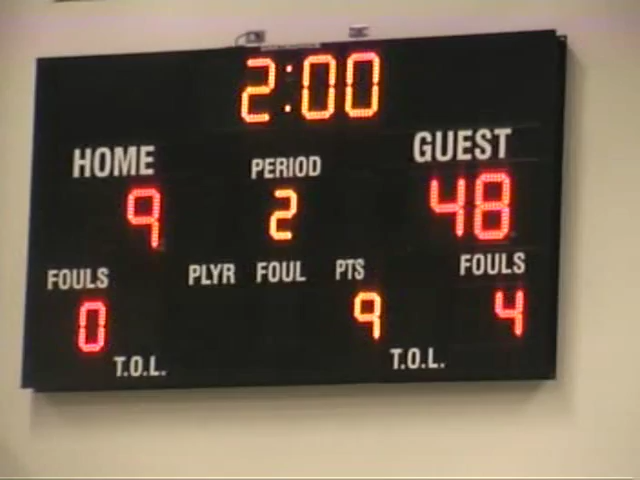 2:00
HOME PERIOD GUEST
9 2 48
FOULS PLYR FOUL PTS FOULS
0 9 4
T.O.L. T.O.L.